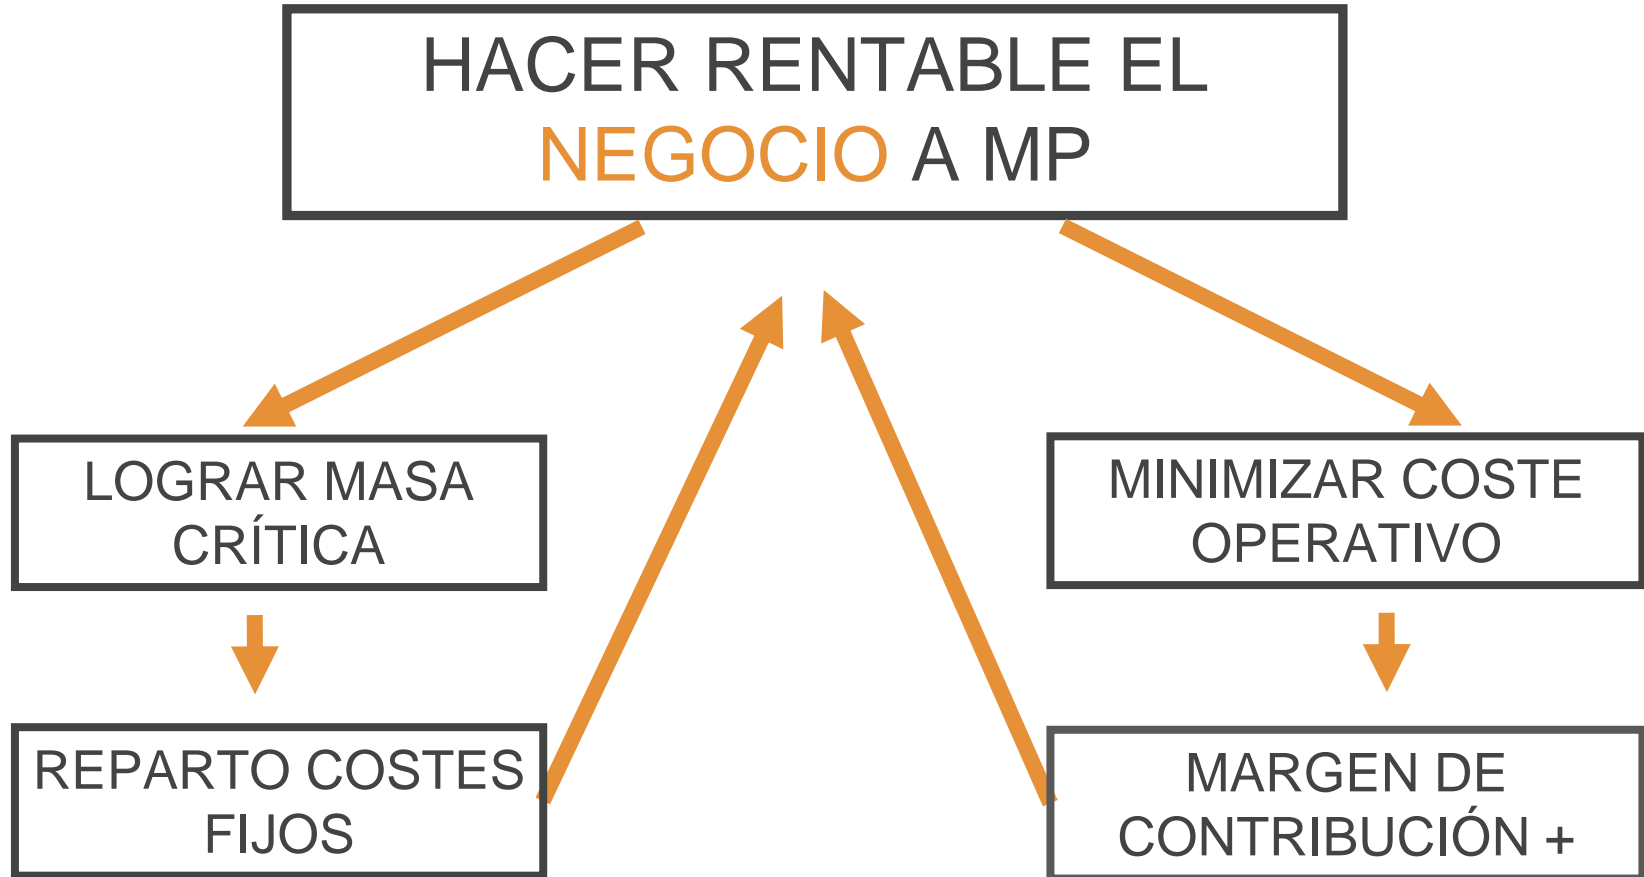 HACER RENTABLE EL
NEGOCIO A MP
LOGRAR MASA
CRÍTICA
MINIMIZAR COSTE
OPERATIVO
REPARTO COSTES
FIJOS
MARGEN DE
CONTRIBUCIÓN +